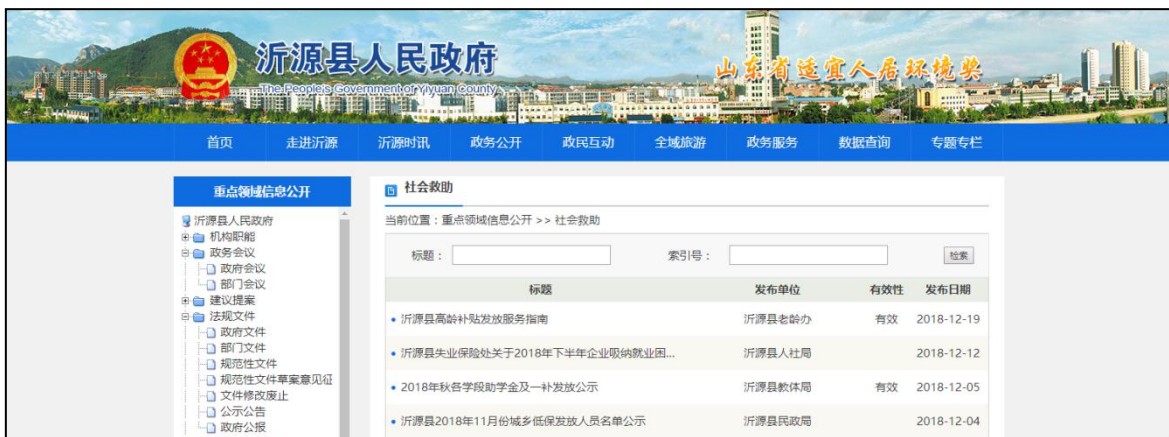 沂源县人民政府
The People's Government of Yiyuan County
山东省适宜人居环境奖
首页 走进沂源 沂源时讯 政务公开 政民互动 全域旅游 政务服务 数据查询 专题专栏
重点领域信息公开
沂源县人民政府
机构职能
政务会议
政府会议
部门会议
建议提案
法规文件
政府文件
部门文件
规范性文件
规范性文件草案意见征
文件修改废止
公示公告
政府公报
社会救助
当前位置：重点领域信息公开 >> 社会救助
标题： 索引号： 检索
标题 发布单位 有效性 发布日期
沂源县高龄补贴发放服务指南 沂源县老龄办 有效 2018-12-19
沂源县失业保险处关于2018年下半年企业吸纳就业困... 沂源县人社局 2018-12-12
2018年秋各学段助学金及一补发放公示 沂源县教体局 有效 2018-12-05
沂源县2018年11月份城乡低保发放人员名单公示 沂源县民政局 2018-12-04